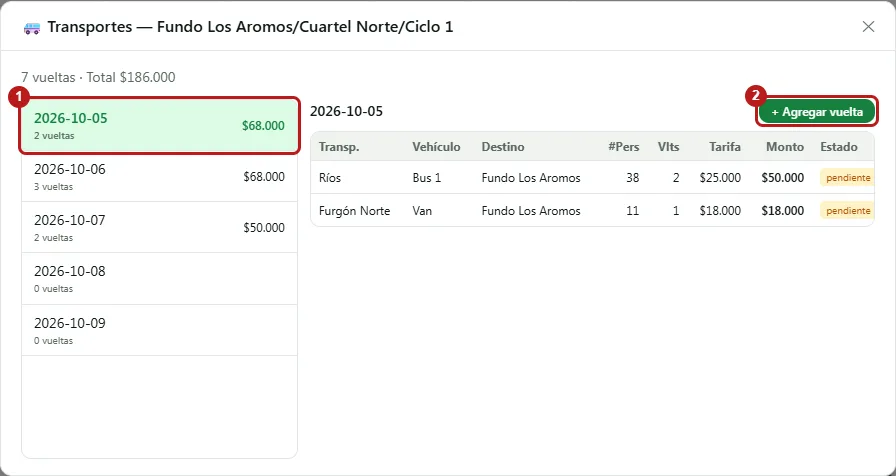 Transportes — Fundo Los Aromos/Cuartel Norte/Ciclo 1
7 vueltas · Total $186.000
1
2026-10-05
2 vueltas
$68.000
2026-10-06
3 vueltas
$68.000
2026-10-07
2 vueltas
$50.000
2026-10-08
0 vueltas
2026-10-09
0 vueltas
2026-10-05
2
+ Agregar vuelta
Transp. Vehículo Destino #Pers Vlts Tarifa Monto Estado
Ríos Bus 1 Fundo Los Aromos 38 2 $25.000 $50.000 pendiente
Furgón Norte Van Fundo Los Aromos 11 1 $18.000 $18.000 pendiente